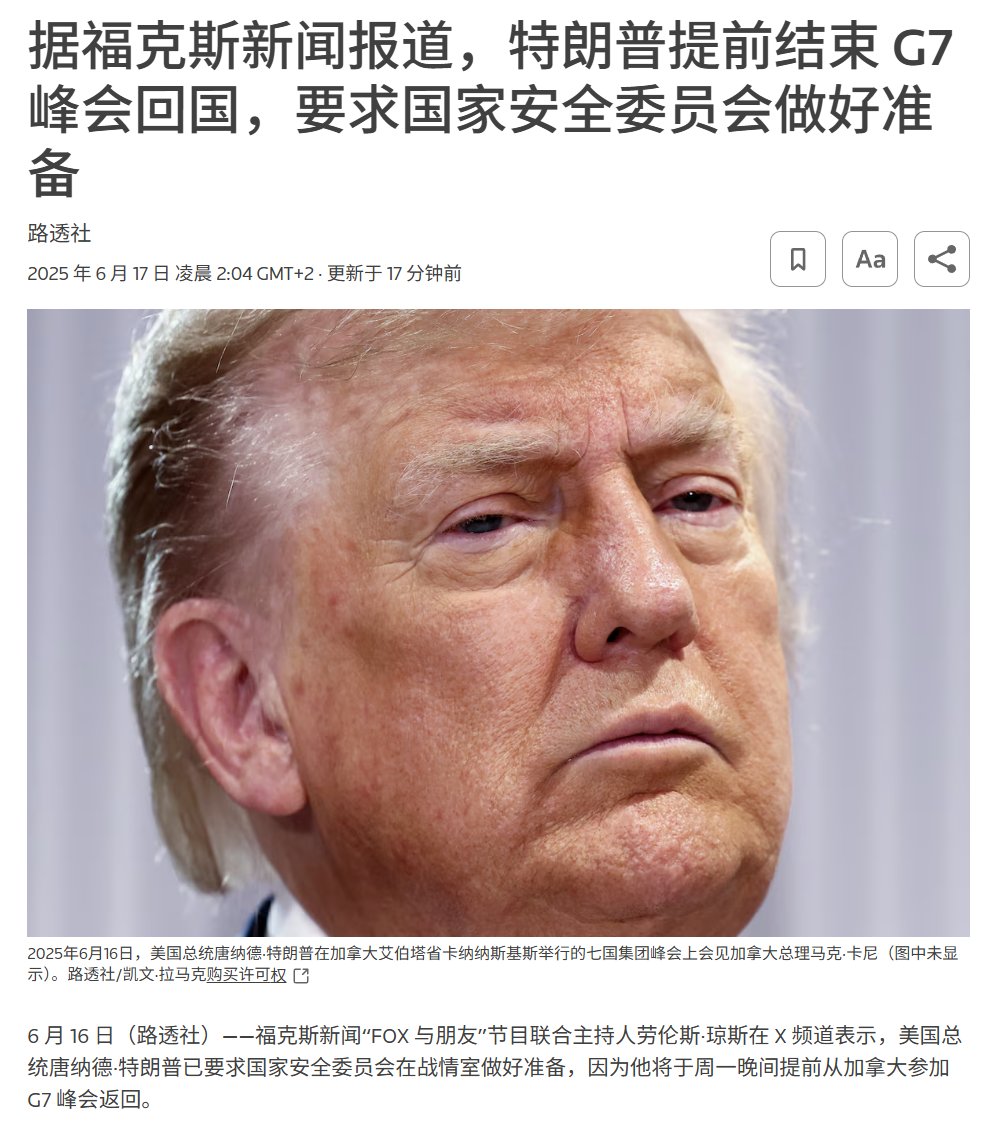 据福克斯新闻报道，特朗普提前结束 G7
峰会回国，要求国家安全委员会做好准
备
路透社
2025 年 6 月 17 日 凌晨 2:04 GMT+2 · 更新于 17 分钟前
Aa
2025年6月16日，美国总统唐纳德·特朗普在加拿大艾伯塔省卡纳纳斯基斯举行的七国集团峰会上会见加拿大总理马克·卡尼（图中未显
示）。路透社/凯文·拉马克购买许可权
6 月 16 日（路透社）——福克斯新闻“FOX 与朋友”节目联合主持人劳伦斯·琼斯在 X 频道表示，美国总
统唐纳德·特朗普已要求国家安全委员会在战情室做好准备，因为他将于周一晚间提前从加拿大参加
G7 峰会返回。